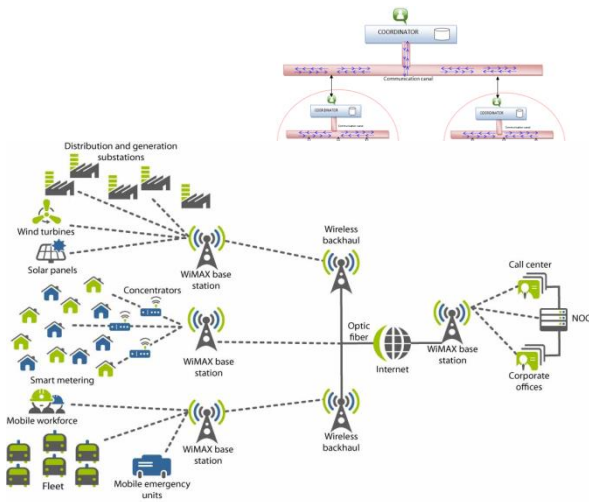 COORDINATOR
Communication canal
COORDINATOR
COORDINATOR
Distribution and generation
substations
Wind turbines
Solar panels
WiMAX base
station
Wireless
backhaul
Concentrators
Smart metering
WiMAX base
station
Optic
fiber
Internet
WiMAX base
station
Call center
NOC
Corporate
offices
Mobile workforce
Fleet
Mobile emergency
units
WiMAX base
station
Wireless
backhaul